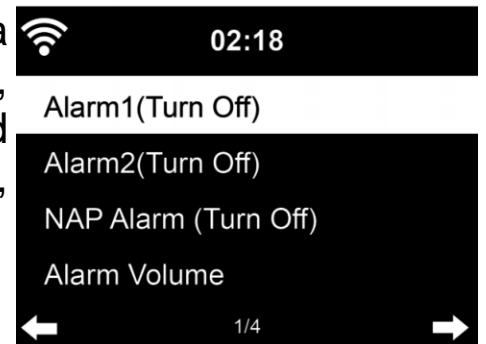 a
02:18
,
Alarm1(Turn Off)
d
Alarm2(Turn Off)
,
NAP Alarm (Turn Off)
Alarm Volume
1/4